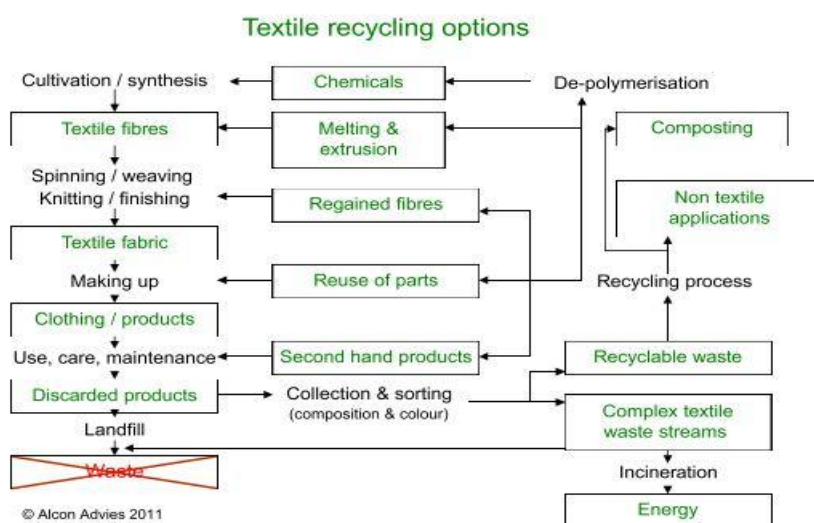 Textile recycling options
Cultivation / synthesis
Chemicals
De-polymerisation
Textile fibres
Melting &
extrusion
Composting
Spinning / weaving
Knitting / finishing
Regained fibres
Non textile
applications
Textile fabric
Making up
Reuse of parts
Recycling process
Clothing / products
Use, care, maintenance
Second hand products
Recyclable waste
Discarded products
Collection & sorting
(composition & colour)
Complex textile
waste streams
Landfill
Waste
Incineration
Energy
© Alcon Advies 2011